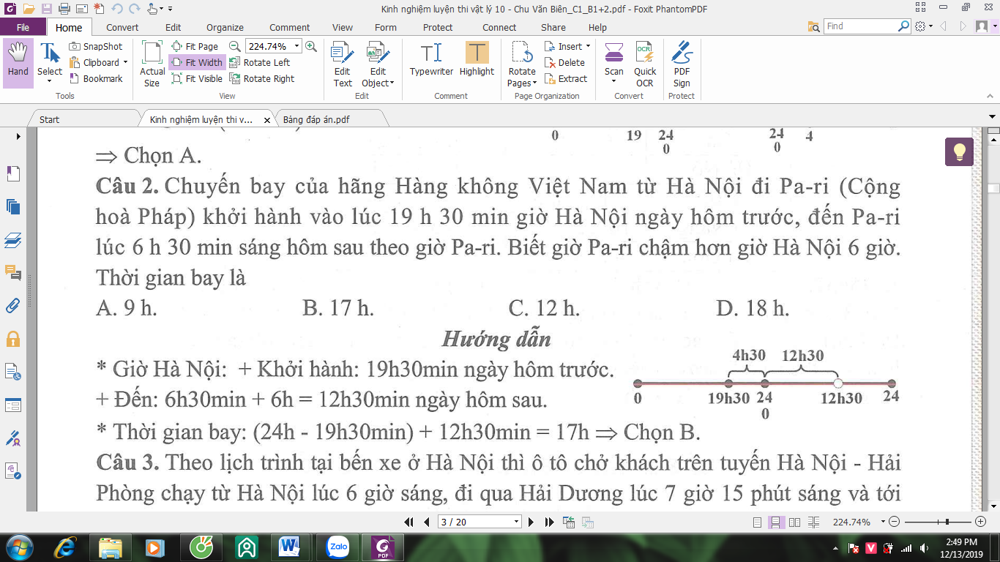 Kinh nghiệm luyện thi vật lý 10 - Chu Văn Biên_C1_B1+2.pdf - Foxit PhantomPDF
File Home Convert Edit Organize Comment View Form Protect Connect Share Help Find
Hand Select SnapShot Clipboard Bookmark Actual Size Fit Page Fit Width Fit Visible 224.74% Rotate Left Rotate Right Edit Text Edit Object Typewriter Highlight Rotate Pages Insert Delete Extract Scan Quick OCR PDF Sign
Tools View Edit Comment Page Organization Convert Protect
Start Kinh nghiệm luyện thi v... Bảng đáp án.pdf
0 19 24 24 4
0 0
⇒ Chọn A.
Câu 2. Chuyến bay của hãng Hàng không Việt Nam từ Hà Nội đi Pa-ri (Cộng
hoà Pháp) khởi hành vào lúc 19 h 30 min giờ Hà Nội ngày hôm trước, đến Pa-ri
lúc 6 h 30 min sáng hôm sau theo giờ Pa-ri. Biết giờ Pa-ri chậm hơn giờ Hà Nội 6 giờ.
Thời gian bay là
A. 9 h. B. 17 h. C. 12 h. D. 18 h.
Hướng dẫn
* Giờ Hà Nội: + Khởi hành: 19h30min ngày hôm trước.
+ Đến: 6h30min + 6h = 12h30min ngày hôm sau.
* Thời gian bay: (24h - 19h30min) + 12h30min = 17h ⇒ Chọn B.
4h30 12h30
0 19h30 24 12h30 24
0
Câu 3. Theo lịch trình tại bến xe ở Hà Nội thì ô tô chở khách trên tuyến Hà Nội - Hải
Phòng chạy từ Hà Nội lúc 6 giờ sáng, đi qua Hải Dương lúc 7 giờ 15 phút sáng và tới
3 / 20 224.74%
W Zalo PDF V 2:49 PM
12/13/2019